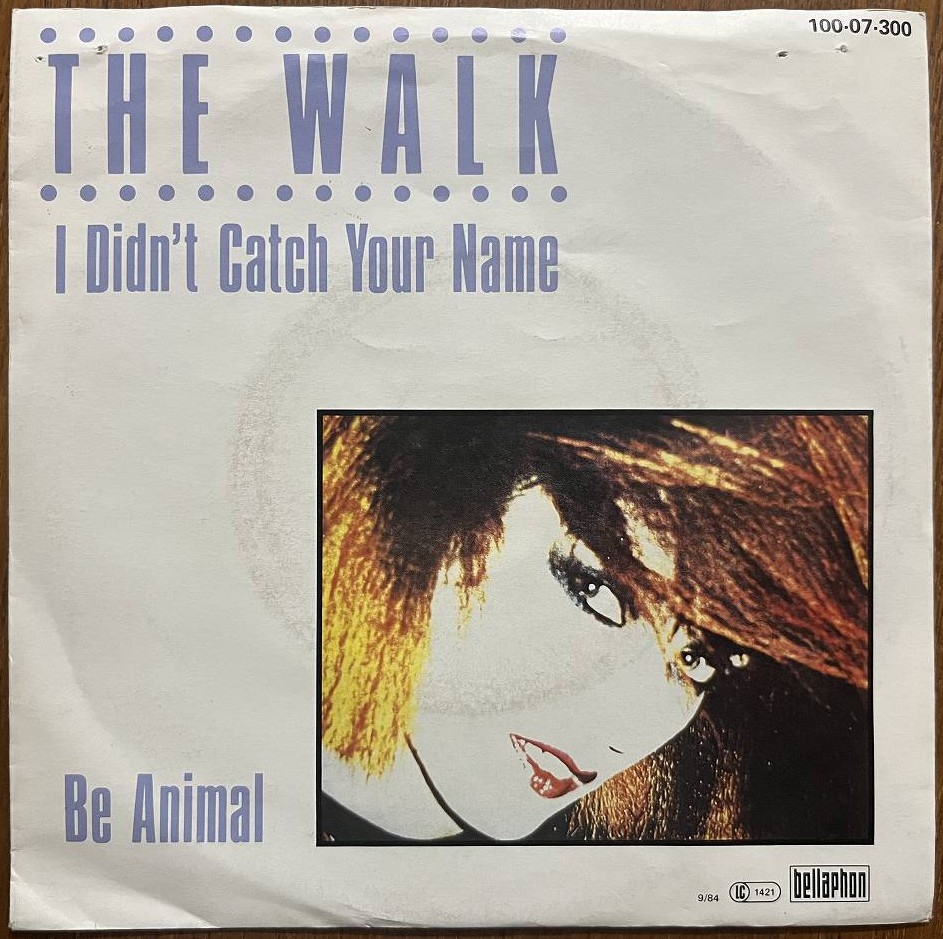 100·07·300
THE WALK
I Didn't Catch Your Name
Be Animal
9/84 LC 1421 bellaphon